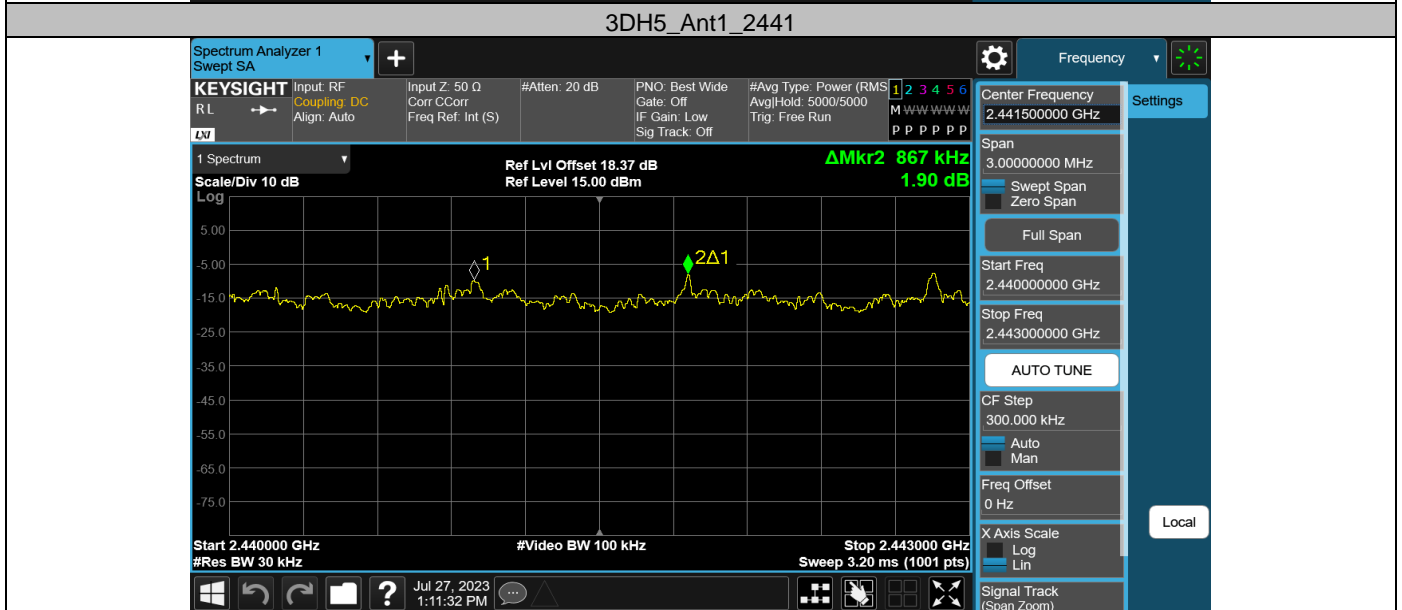 3DH5_Ant1_2441
Spectrum Analyzer 1
Swept SA
Frequency
KEYSIGHT
RL
LXI
Input: RF
Coupling: DC
Align: Auto
Input Z: 50 Ω
Corr CCorr
Freq Ref: Int (S)
#Atten: 20 dB
PNO: Best Wide
Gate: Off
IF Gain: Low
Sig Track: Off
#Avg Type: Power (RMS
Avg|Hold: 5000/5000
Trig: Free Run
1 2 3 4 5 6
M W W W W W
P P P P P P
1 Spectrum
Scale/Div 10 dB
Log
Ref Lvl Offset 18.37 dB
Ref Level 15.00 dBm
ΔMkr2 867 kHz
1.90 dB
5.00
-5.00
-15.0
-25.0
-35.0
-45.0
-55.0
-65.0
-75.0
1
2Δ1
Start 2.440000 GHz
#Res BW 30 kHz
#Video BW 100 kHz
Stop 2.443000 GHz
Sweep 3.20 ms (1001 pts)
Jul 27, 2023
1:11:32 PM
Center Frequency
2.441500000 GHz
Span
3.00000000 MHz
Swept Span
Zero Span
Full Span
Start Freq
2.440000000 GHz
Stop Freq
2.443000000 GHz
AUTO TUNE
CF Step
300.000 kHz
Auto
Man
Freq Offset
0 Hz
X Axis Scale
Log
Lin
Signal Track
(Span Zoom)
Settings
Local